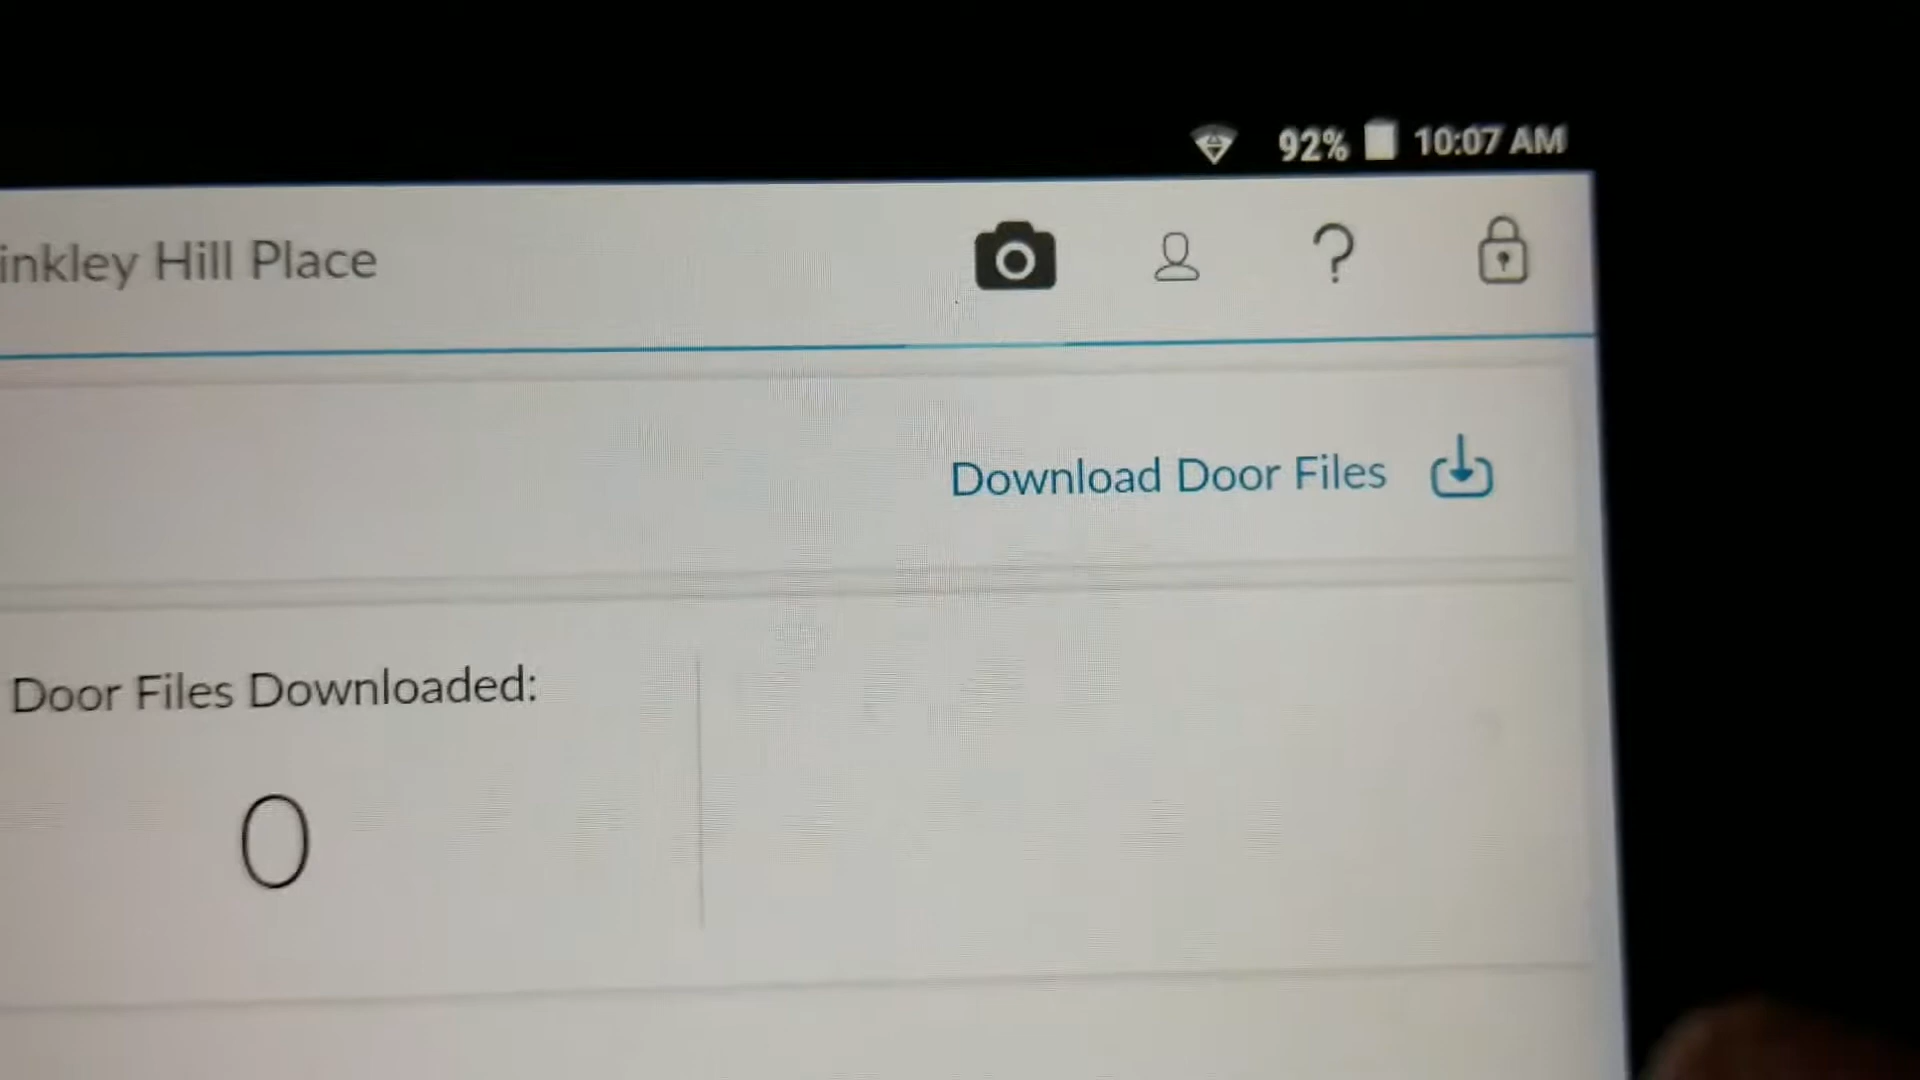 92% 10:07 AM
inkley Hill Place
?
Download Door Files
Door Files Downloaded:
0